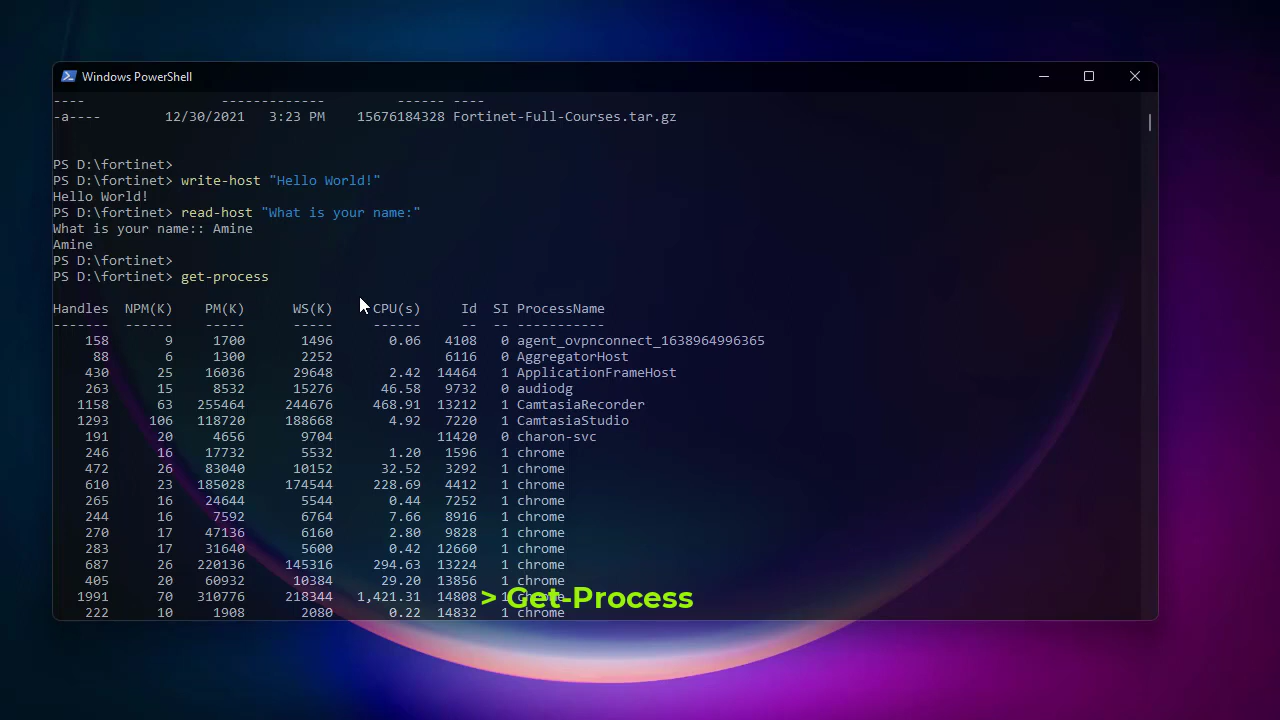 Windows PowerShell
---- ------------- ------ ----
-a---- 12/30/2021 3:23 PM 15676184328 Fortinet-Full-Courses.tar.gz
PS D:\fortinet>
PS D:\fortinet> write-host "Hello World!"
Hello World!
PS D:\fortinet> read-host "What is your name:"
What is your name:: Amine
Amine
PS D:\fortinet>
PS D:\fortinet> get-process
Handles NPM(K) PM(K) WS(K) CPU(s) Id SI ProcessName
------- ------ ----- ----- ------ -- -- -----------
158 9 1700 1496 0.06 4108 0 agent_ovpnconnect_1638964996365
88 6 1300 2252 6116 0 AggregatorHost
430 25 16036 29648 2.42 14464 1 ApplicationFrameHost
263 15 8532 15276 46.58 9732 0 audiodg
1158 63 255464 244676 468.91 13212 1 CamtasiaRecorder
1293 106 118720 188668 4.92 7220 1 CamtasiaStudio
191 20 4656 9704 11420 0 charon-svc
246 16 17732 5532 1.20 1596 1 chrome
472 26 83040 10152 32.52 3292 1 chrome
610 23 185028 174544 228.69 4412 1 chrome
265 16 24644 5544 0.44 7252 1 chrome
244 16 7592 6764 7.66 8916 1 chrome
270 17 47136 6160 2.80 9828 1 chrome
283 17 31640 5600 0.42 12660 1 chrome
687 26 220136 145316 294.63 13224 1 chrome
405 20 60932 10384 29.20 13856 1 chrome
1991 70 310776 218344 1,421.31 14808 1 chrome
> Get-Process
222 10 1908 2080 0.22 14832 1 chrome